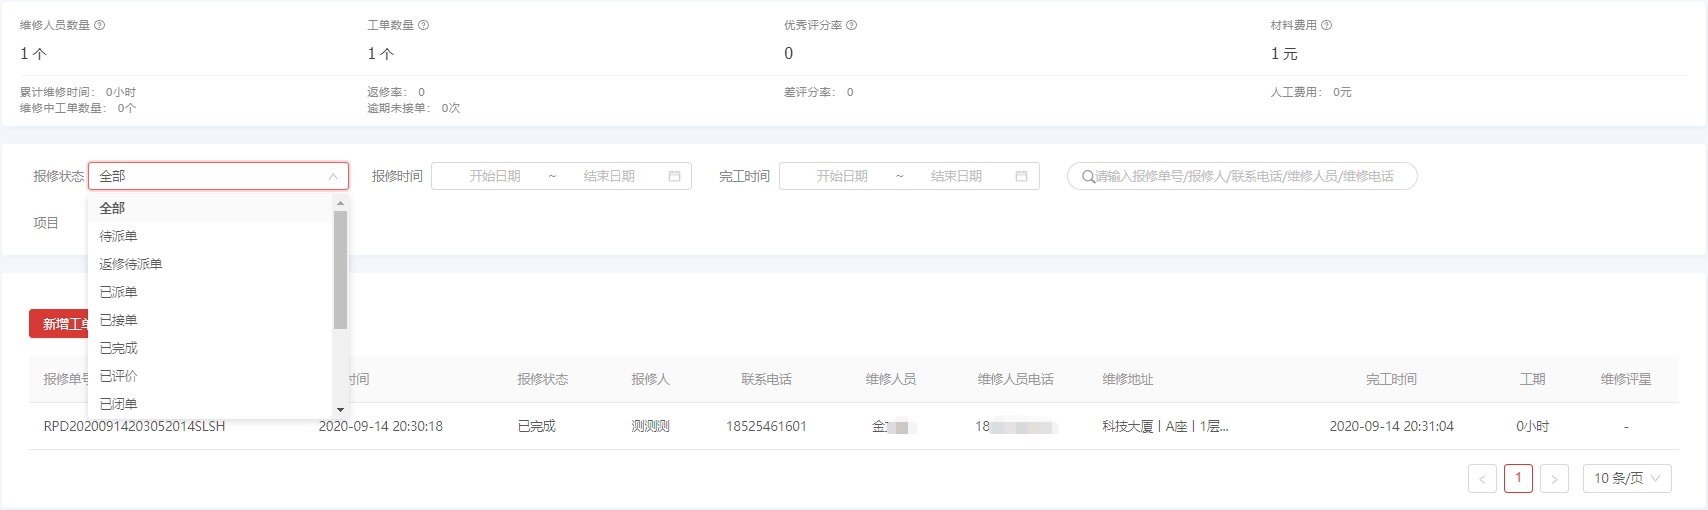 维修人员数量 工单数量 优秀评分率 材料费用
1 个 1 个 0 1 元
累计维修时间： 0小时 返修率： 0 差评分率： 0 人工费用： 0元
维修中工单数量： 0个 逾期未接单： 0次
报修状态 全部 报修时间 开始日期 ~ 结束日期 完工时间 开始日期 ~ 结束日期 请输入报修单号/报修人/联系电话/维修人员/维修电话
全部
项目
待派单
返修待派单
已派单
已接单
新增工单
已完成
已评价
报修单号 时间 报修状态 报修人 联系电话 维修人员 维修人员电话 维修地址 完工时间 工期 维修评星
已闭单
RPD20200914203052014SLSH 2020-09-14 20:30:18 已完成 测测测 18525461601 金 18 科技大厦丨A座丨1层... 2020-09-14 20:31:04 0小时 -
< 1 > 10 条/页